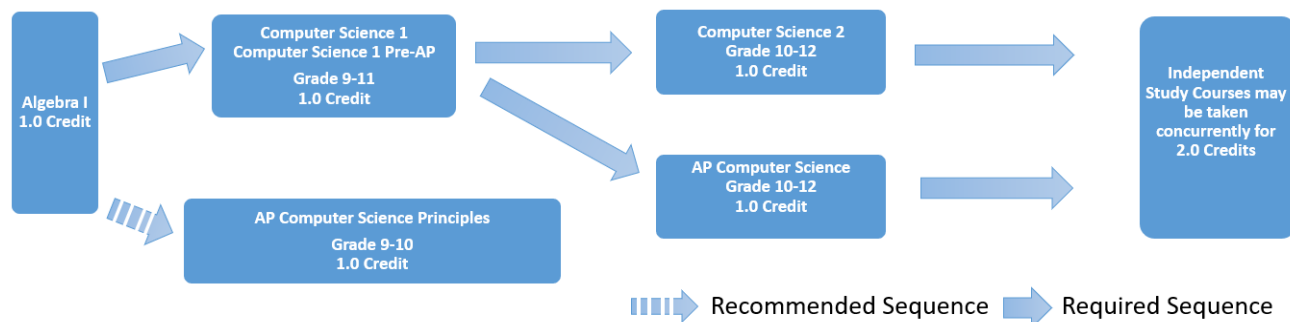 Algebra I
1.0 Credit
Computer Science 1
Computer Science 1 Pre-AP
Grade 9-11
1.0 Credit
AP Computer Science Principles
Grade 9-10
1.0 Credit
Computer Science 2
Grade 10-12
1.0 Credit
AP Computer Science
Grade 10-12
1.0 Credit
Independent
Study Courses may
be taken
concurrently for
2.0 Credits
Recommended Sequence
Required Sequence